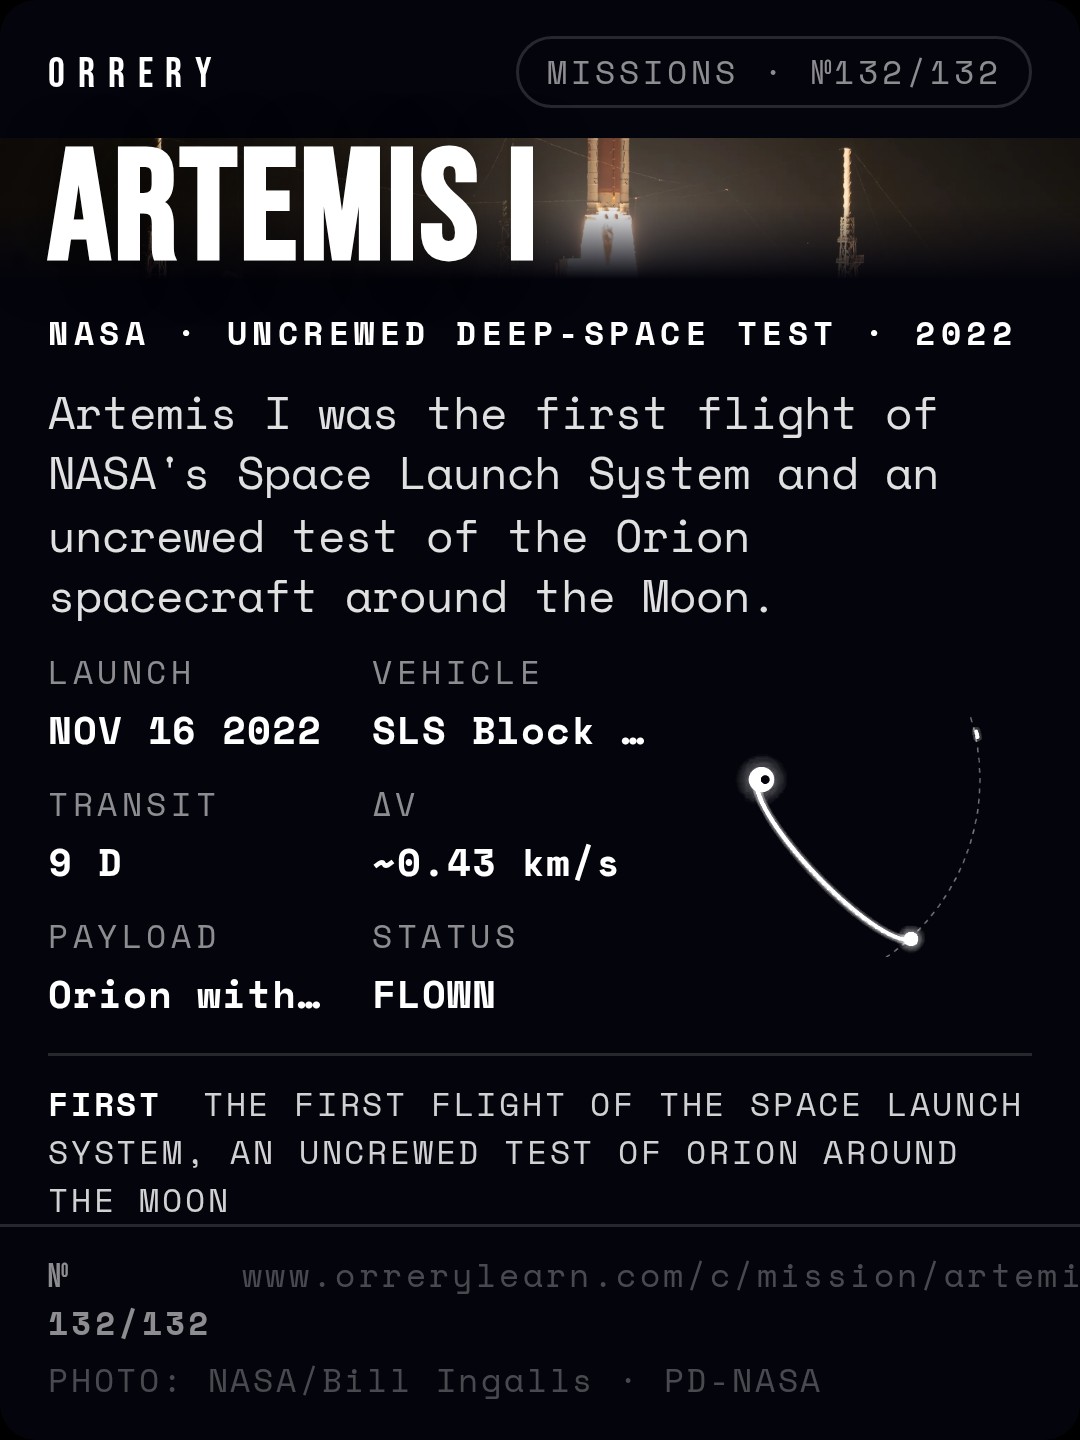 ORRERY
MISSIONS · №132/132
ARTEMIS I
NASA · UNCREWED DEEP-SPACE TEST · 2022
Artemis I was the first flight of
NASA's Space Launch System and an
uncrewed test of the Orion
spacecraft around the Moon.
LAUNCH VEHICLE
NOV 16 2022 SLS Block …
TRANSIT ΔV
9 D ~0.43 km/s
PAYLOAD STATUS
Orion with… FLOWN
FIRST THE FIRST FLIGHT OF THE SPACE LAUNCH
SYSTEM, AN UNCREWED TEST OF ORION AROUND
THE MOON
№ www.orrerylearn.com/c/mission/artemi
132/132
PHOTO: NASA/Bill Ingalls · PD-NASA